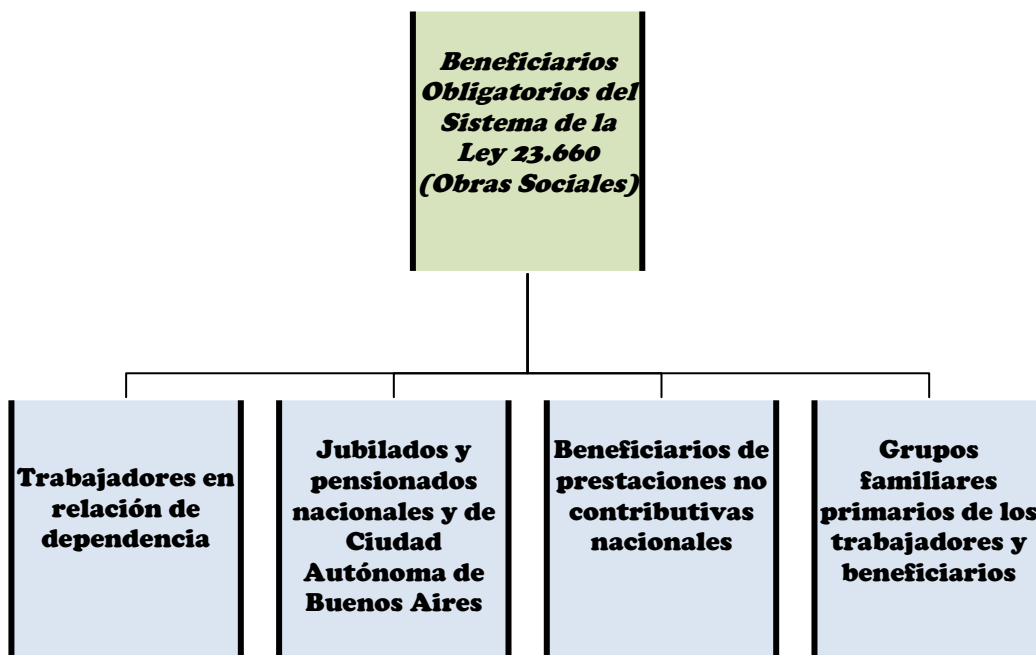 Beneficiarios
Obligatorios del
Sistema de la
Ley 23.660
(Obras Sociales)
Trabajadores en
relación de
dependencia
Jubilados y
pensionados
nacionales y de
Ciudad
Autónoma de
Buenos Aires
Beneficiarios de
prestaciones no
contributivas
nacionales
Grupos
familiares
primarios de los
trabajadores y
beneficiarios